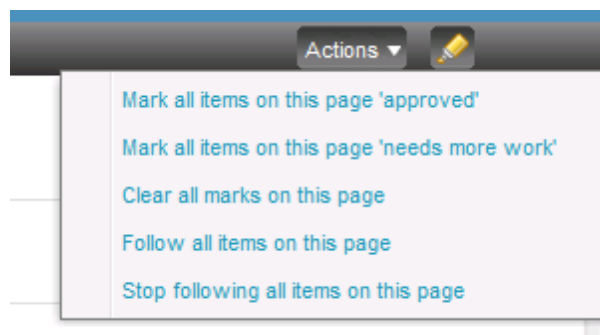 Actions
Mark all items on this page 'approved'
Mark all items on this page 'needs more work'
Clear all marks on this page
Follow all items on this page
Stop following all items on this page